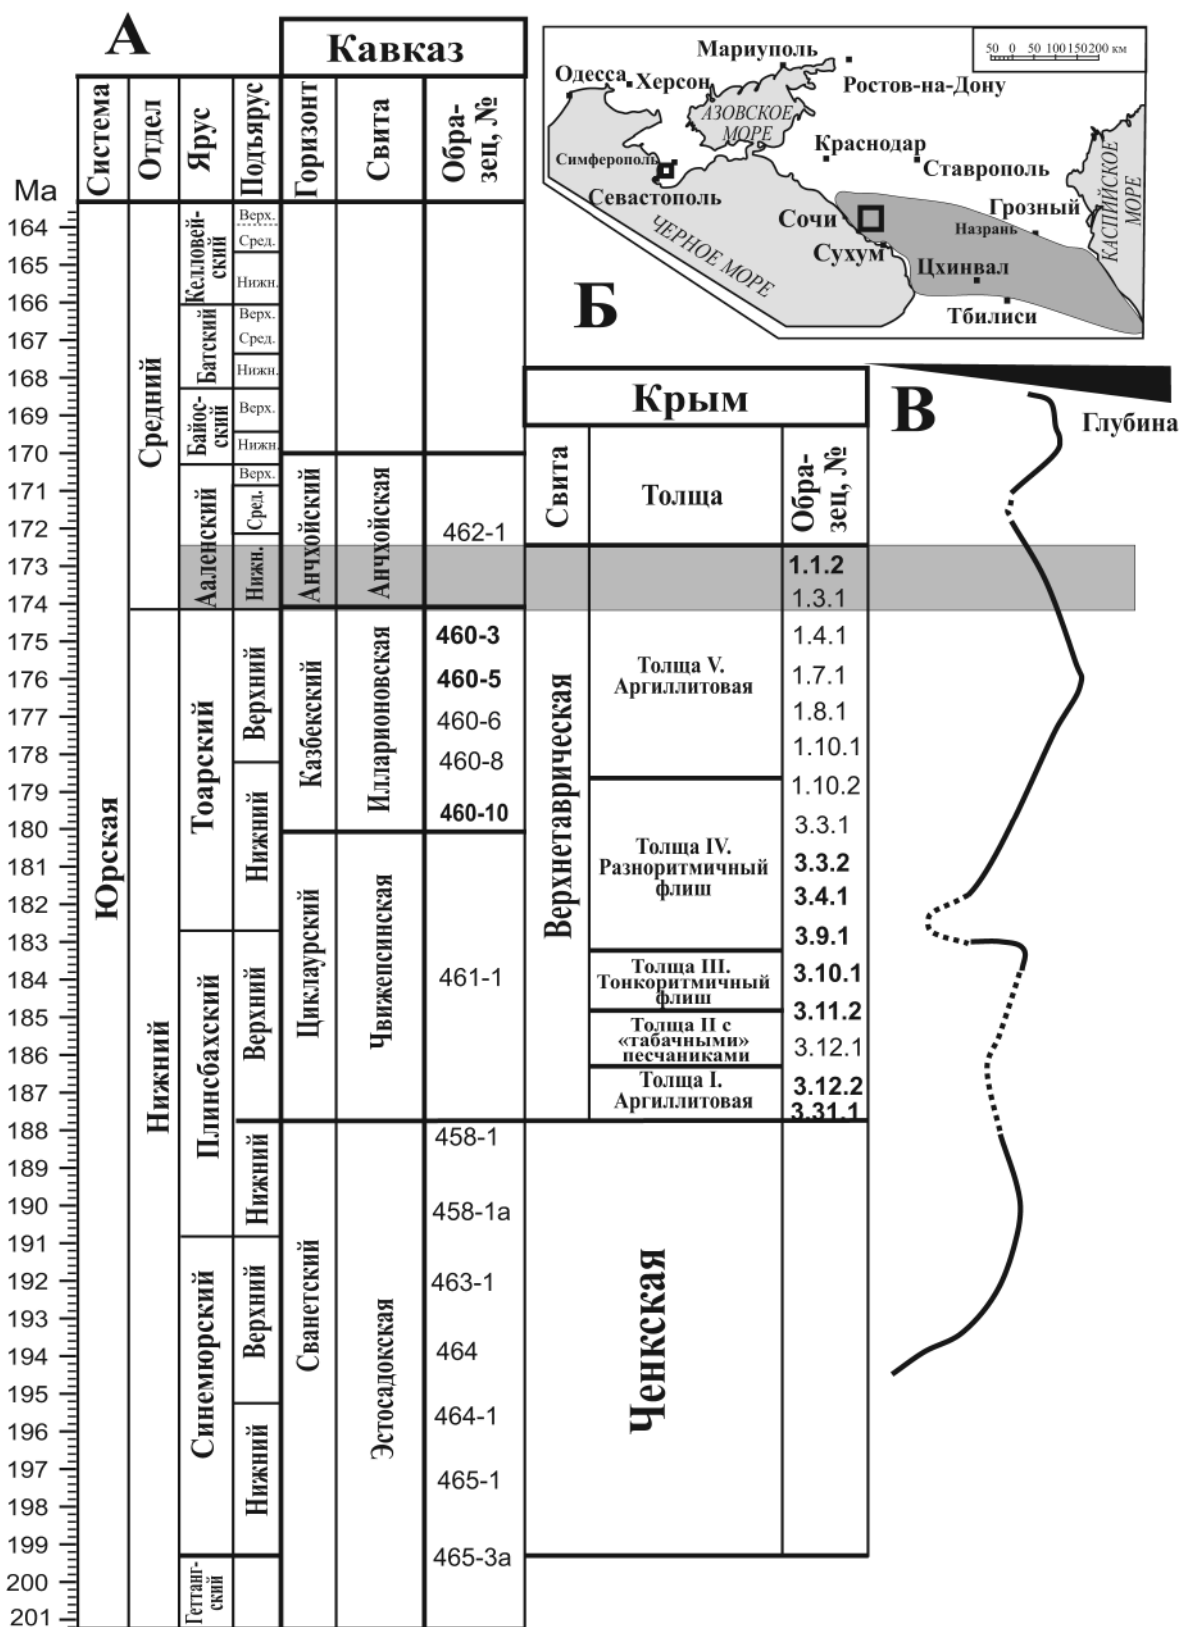 А
Кавказ
Система
Отдел
Ярус
Подъярус
Горизонт
Свита
Обра-
зец, №
Ma
164
165
166
167
168
169
170
171
172
173
174
175
176
177
178
179
180
181
182
183
184
185
186
187
188
189
190
191
192
193
194
195
196
197
198
199
200
201
Юрская
Средний
Нижний
Келловей-
ский
Батский
Байос-
ский
Ааленский
Тоарский
Плинсбахский
Синемюрский
Геттанг-
ский
Верх.
Сред.
Нижн.
Верх.
Сред.
Нижн.
Верх.
Нижн.
Верх.
Сред.
Нижн.
Верхний
Нижний
Верхний
Нижний
Верхний
Нижний
Анчхойский
Казбекский
Циклаурский
Сванетский
Анчхойская
Илларионовская
Чвижепсинская
Эстосадокская
462-1
460-3
460-5
460-6
460-8
460-10
461-1
458-1
458-1а
463-1
464
464-1
465-1
465-3а
Крым
Свита
Толща
Обра-
зец, №
Верхнетаврическая
Толща V.
Аргиллитовая
Толща IV.
Разноритмичный
флиш
Толща III.
Тонкоритмичный
флиш
Толща II с
«табачными»
песчаниками
Толща I.
Аргиллитовая
1.1.2
1.3.1
1.4.1
1.7.1
1.8.1
1.10.1
1.10.2
3.3.1
3.3.2
3.4.1
3.9.1
3.10.1
3.11.2
3.12.1
3.12.2
3.31.1
Ченкская
Б
50 0 50 100 150 200 км
Мариуполь
Одесса
Херсон
Ростов-на-Дону
АЗОВСКОЕ
МОРЕ
Краснодар
Симферополь
Ставрополь
Севастополь
Грозный
КАСПИЙСКОЕ
МОРЕ
Сочи
Назрань
ЧЕРНОЕ МОРЕ
Сухум
Цхинвал
Тбилиси
В
Глубина